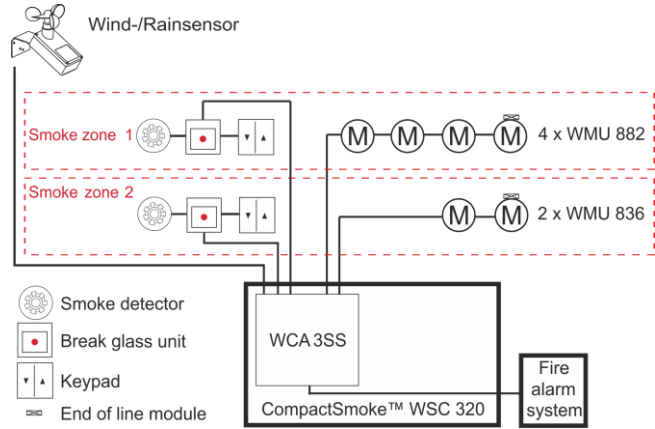 Wind-/Rainsensor
Smoke zone 1
M M M M 4 x WMU 882
Smoke zone 2
M M 2 x WMU 836
Smoke detector
Break glass unit
Keypad
End of line module
WCA 3SS
CompactSmoke™ WSC 320
Fire
alarm
system